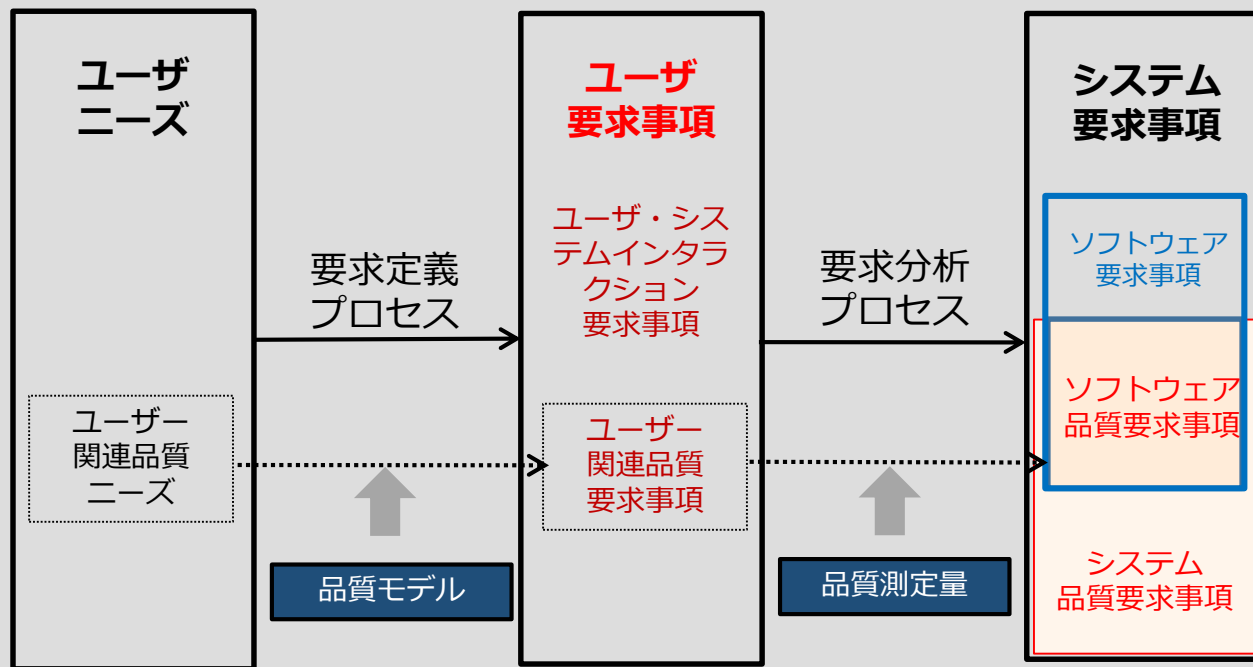 ユーザ
ニーズ
ユーザー
関連品質
ニーズ
要求定義
プロセス
品質モデル
ユーザ
要求事項
ユーザ・シス
テムインタラ
クション
要求事項
ユーザー
関連品質
要求事項
要求分析
プロセス
品質測定量
システム
要求事項
ソフトウェア
要求事項
ソフトウェア
品質要求事項
システム
品質要求事項